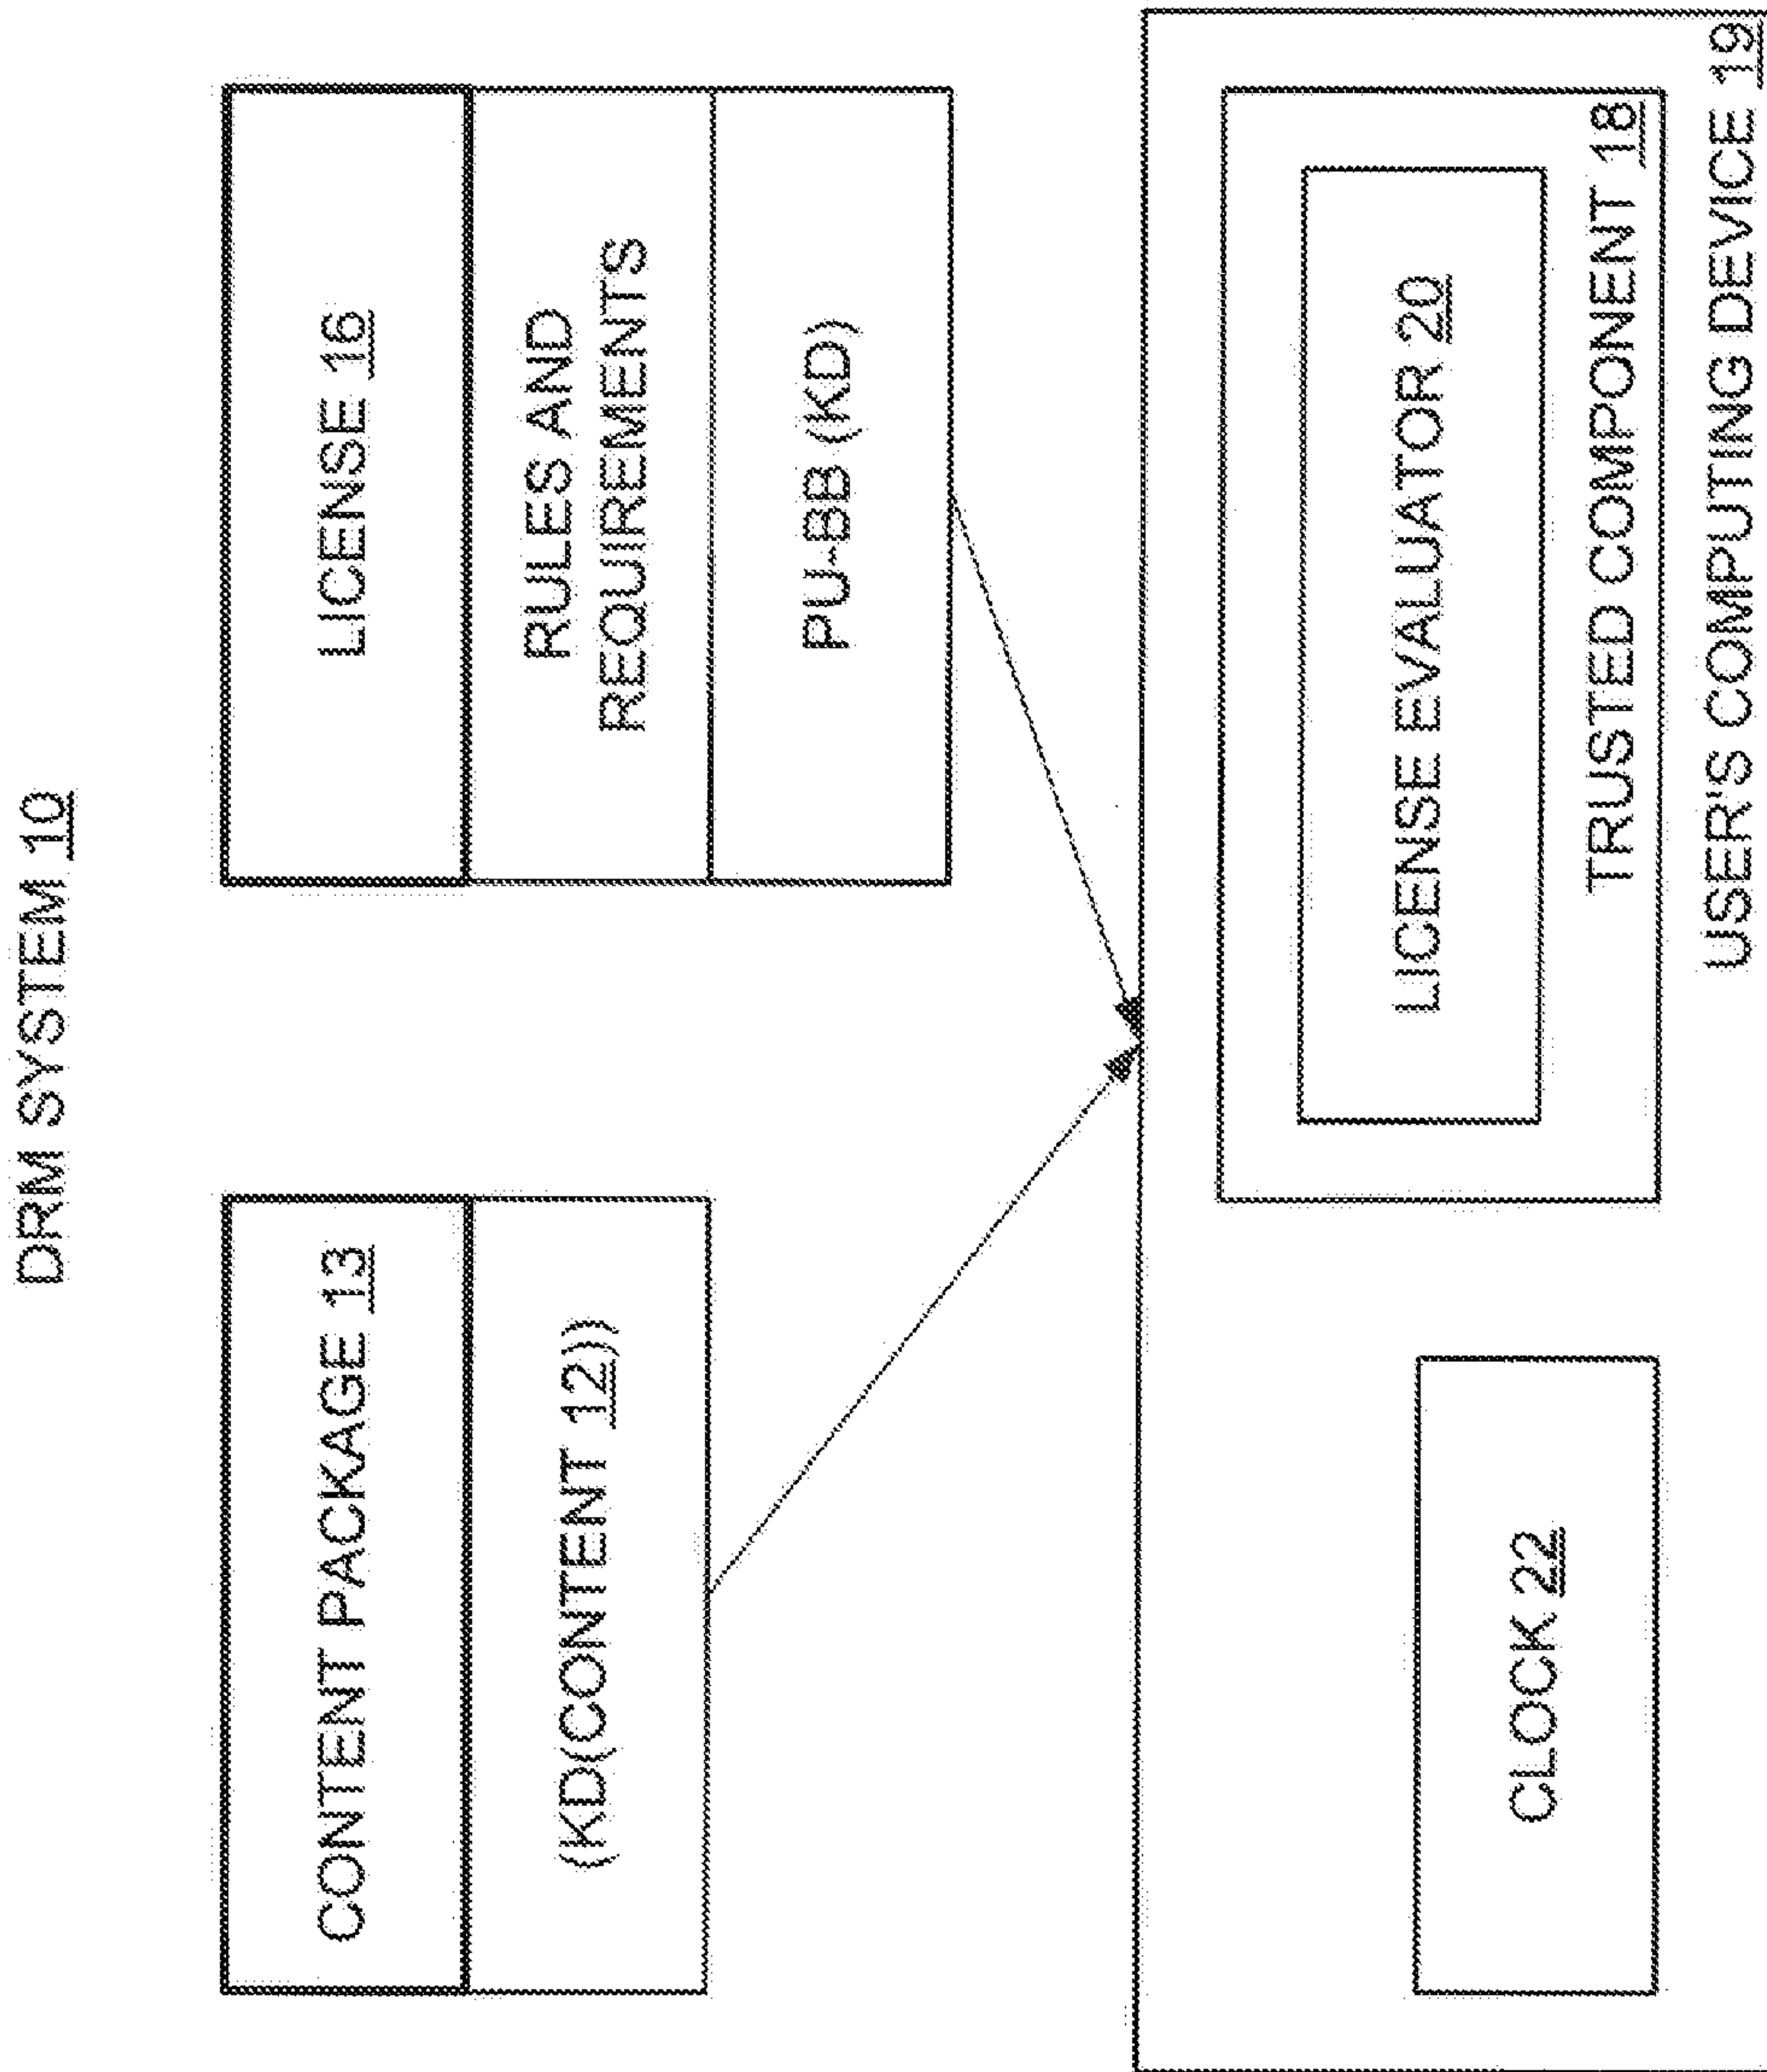 DRM SYSTEM 10
CONTENT PACKAGE 13
(KD(CONTENT 12)))
LICENSE 16
RULES AND
REQUIREMENTS
PU-BB (KD)
CLOCK 22
LICENSE EVALUATOR 20
TRUSTED COMPONENT 18
USER'S COMPUTING DEVICE 19